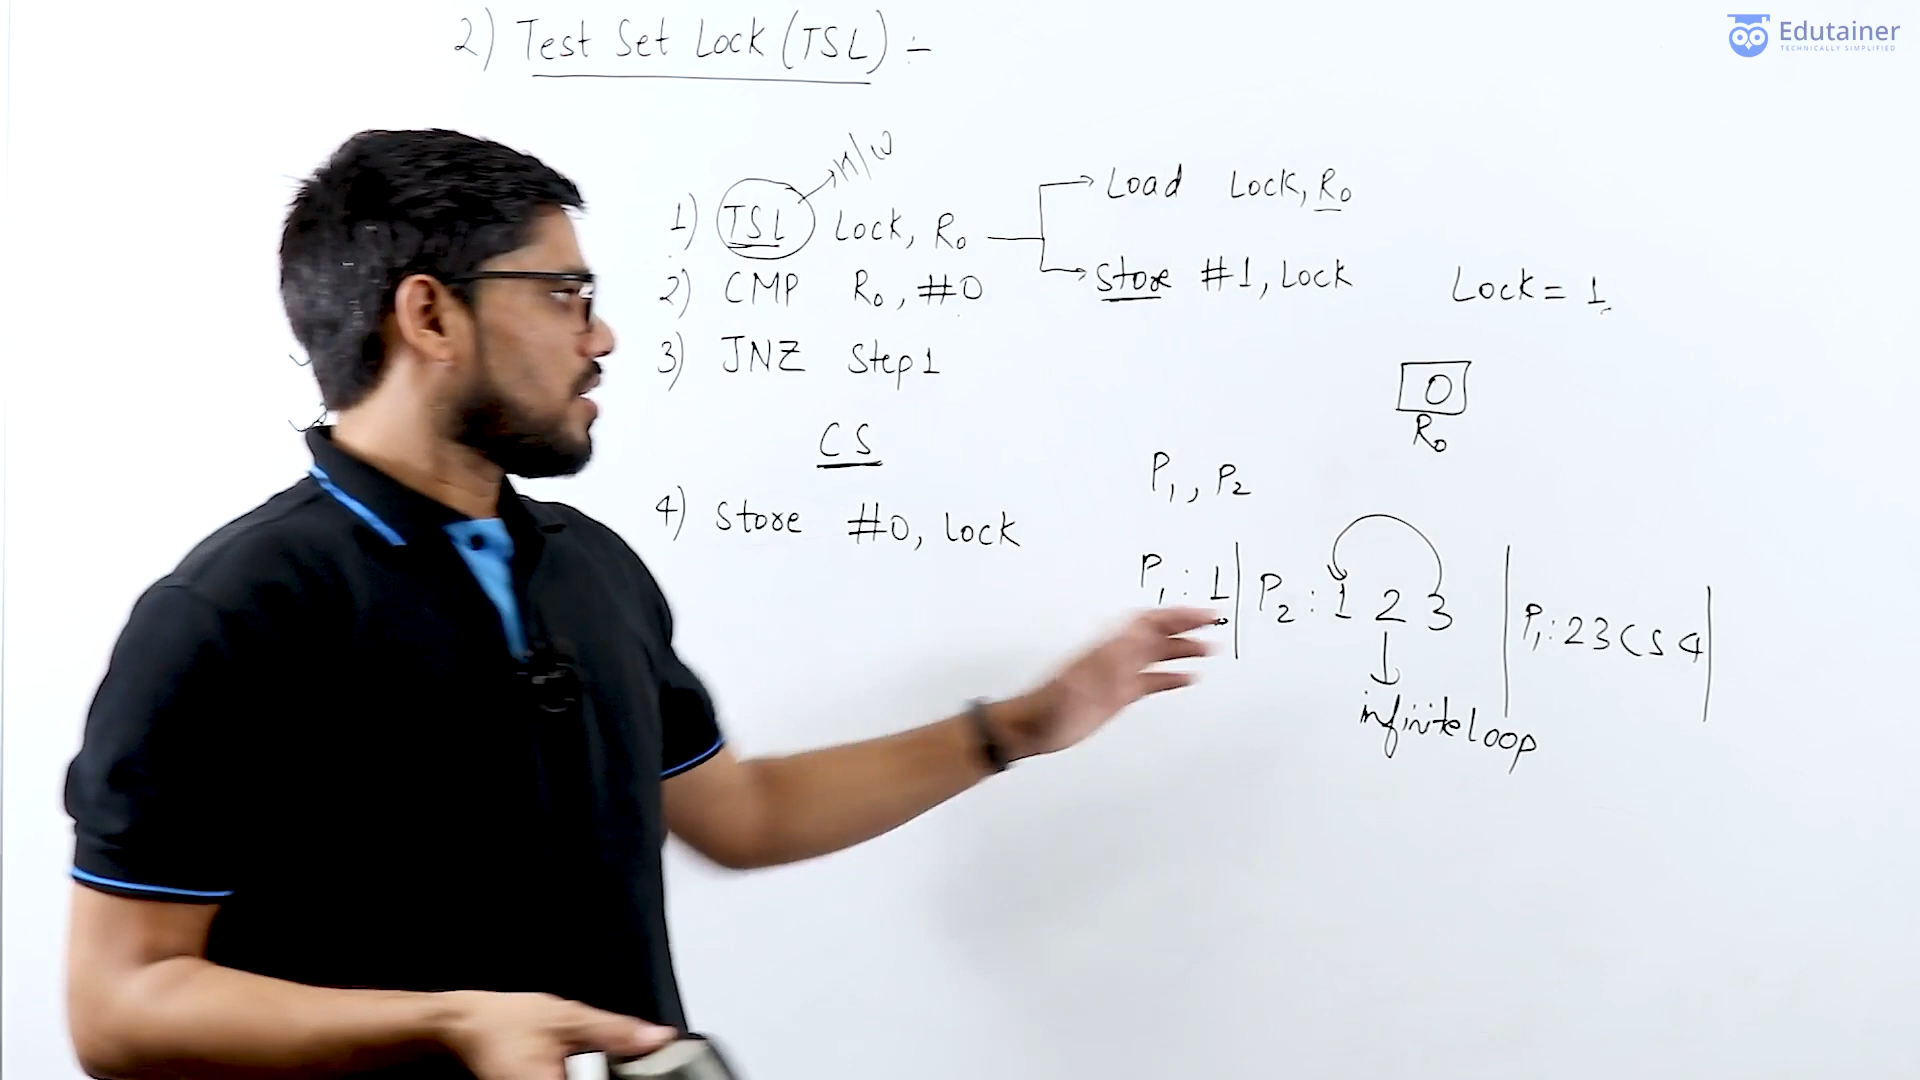 2) Test Set Lock (TSL) :-
Edutainer
TECHNICALLY SIMPLIFIED
H/W
1) TSL Lock, R0
Load Lock, R0
Store #1, Lock
2) CMP R0, #0
Lock = 1
3) JNZ Step1
0
R0
CS
P1, P2
4) Store #0, Lock
P1 : 1
P2 : 1 2 3
P1: 2 3 CS 4
infinite loop